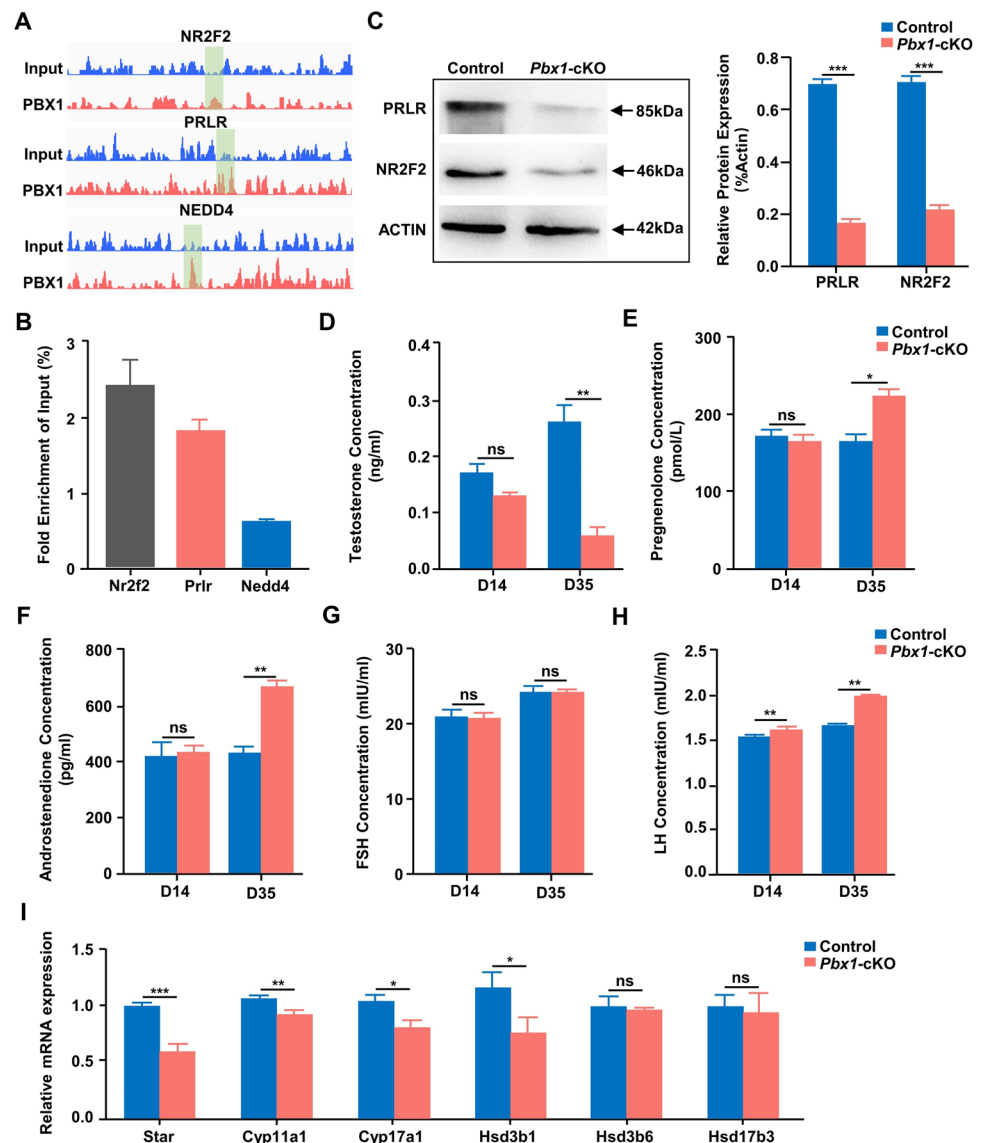 A
NR2F2
Input
PBX1
PRLR
Input
PBX1
NEDD4
Input
PBX1
C
Control Pbx1-cKO
PRLR 85kDa
NR2F2 46kDa
ACTIN 42kDa
Control
Pbx1-cKO
Relative Protein Expression
(%Actin)
0.8
0.6
0.4
0.2
0.0
*** ***
PRLR NR2F2
B
Fold Enrichment of Input (%)
3
2
1
0
Nr2f2 Prlr Nedd4
D
Testosterone Concentration
(ng/ml)
0.4
0.3
0.2
0.1
0.0
ns **
D14 D35
E
Control
Pbx1-cKO
Pregnenolone Concentration
(pmol/L)
300
200
100
0
ns *
D14 D35
F
Androstenedione Concentration
(pg/ml)
800
600
400
200
0
ns **
D14 D35
G
FSH Concentration (mIU/ml)
30
20
10
0
ns ns
D14 D35
H
Control
Pbx1-cKO
LH Concentration (mIU/ml)
2.5
2.0
1.5
1.0
0.5
0.0
** **
D14 D35
I
Control
Pbx1-cKO
Relative mRNA expression
1.5
1.0
0.5
0.0
*** ** * * ns ns
Star Cyp11a1 Cyp17a1 Hsd3b1 Hsd3b6 Hsd17b3